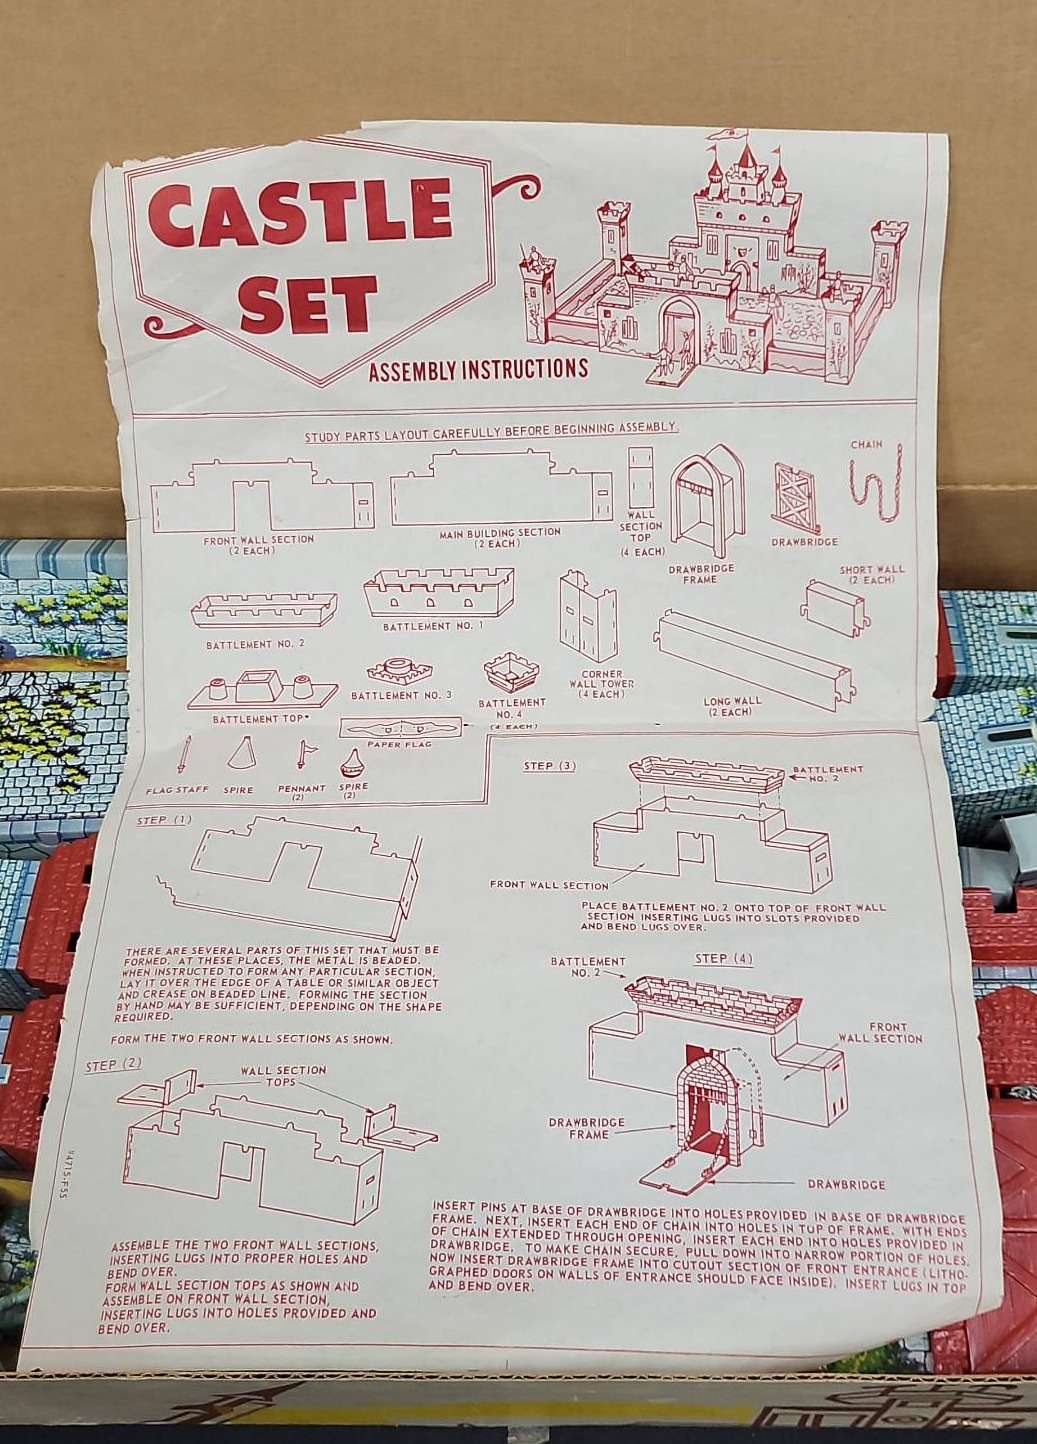 CASTLE
SET
ASSEMBLY INSTRUCTIONS
STUDY PARTS LAYOUT CAREFULLY BEFORE BEGINNING ASSEMBLY.
FRONT WALL SECTION
(2 EACH)
MAIN BUILDING SECTION
(2 EACH)
WALL
SECTION
TOP
(4 EACH)
DRAWBRIDGE
FRAME
DRAWBRIDGE
CHAIN
BATTLEMENT NO. 2
BATTLEMENT NO. 1
CORNER
WALL TOWER
(4 EACH)
SHORT WALL
(2 EACH)
LONG WALL
(2 EACH)
BATTLEMENT TOP
BATTLEMENT NO. 3
BATTLEMENT
NO. 4
(4 EACH)
PAPER FLAG
FLAG STAFF
SPIRE
PENNANT
(2)
SPIRE
(2)
STEP (1)
THERE ARE SEVERAL PARTS OF THIS SET THAT MUST BE
FORMED. AT THESE PLACES, THE METAL IS BEADED.
WHEN INSTRUCTED TO FORM ANY PARTICULAR SECTION,
LAY IT OVER THE EDGE OF A TABLE OR SIMILAR OBJECT
AND CREASE ON BEADED LINE. FORMING THE SECTION
BY HAND MAY BE SUFFICIENT, DEPENDING ON THE SHAPE
REQUIRED.
FORM THE TWO FRONT WALL SECTIONS AS SHOWN.
STEP (2)
WALL SECTION
TOPS
ASSEMBLE THE TWO FRONT WALL SECTIONS,
INSERTING LUGS INTO PROPER HOLES AND
BEND OVER.
FORM WALL SECTION TOPS AS SHOWN AND
ASSEMBLE ON FRONT WALL SECTION,
INSERTING LUGS INTO HOLES PROVIDED AND
BEND OVER.
#4715-F55
STEP (3)
BATTLEMENT
NO. 2
FRONT WALL SECTION
PLACE BATTLEMENT NO. 2 ONTO TOP OF FRONT WALL
SECTION INSERTING LUGS INTO SLOTS PROVIDED
AND BEND LUGS OVER.
STEP (4)
BATTLEMENT
NO. 2
FRONT
WALL SECTION
DRAWBRIDGE
FRAME
DRAWBRIDGE
INSERT PINS AT BASE OF DRAWBRIDGE INTO HOLES PROVIDED IN BASE OF DRAWBRIDGE
FRAME. NEXT, INSERT EACH END OF CHAIN INTO HOLES IN TOP OF FRAME. WITH ENDS
OF CHAIN EXTENDED THROUGH OPENING, INSERT EACH END INTO HOLES PROVIDED IN
DRAWBRIDGE. TO MAKE CHAIN SECURE, PULL DOWN INTO NARROW PORTION OF HOLES.
NOW INSERT DRAWBRIDGE FRAME INTO CUTOUT SECTION OF FRONT ENTRANCE (LITHO-
GRAPHED DOORS ON WALLS OF ENTRANCE SHOULD FACE INSIDE). INSERT LUGS IN TOP
AND BEND OVER.